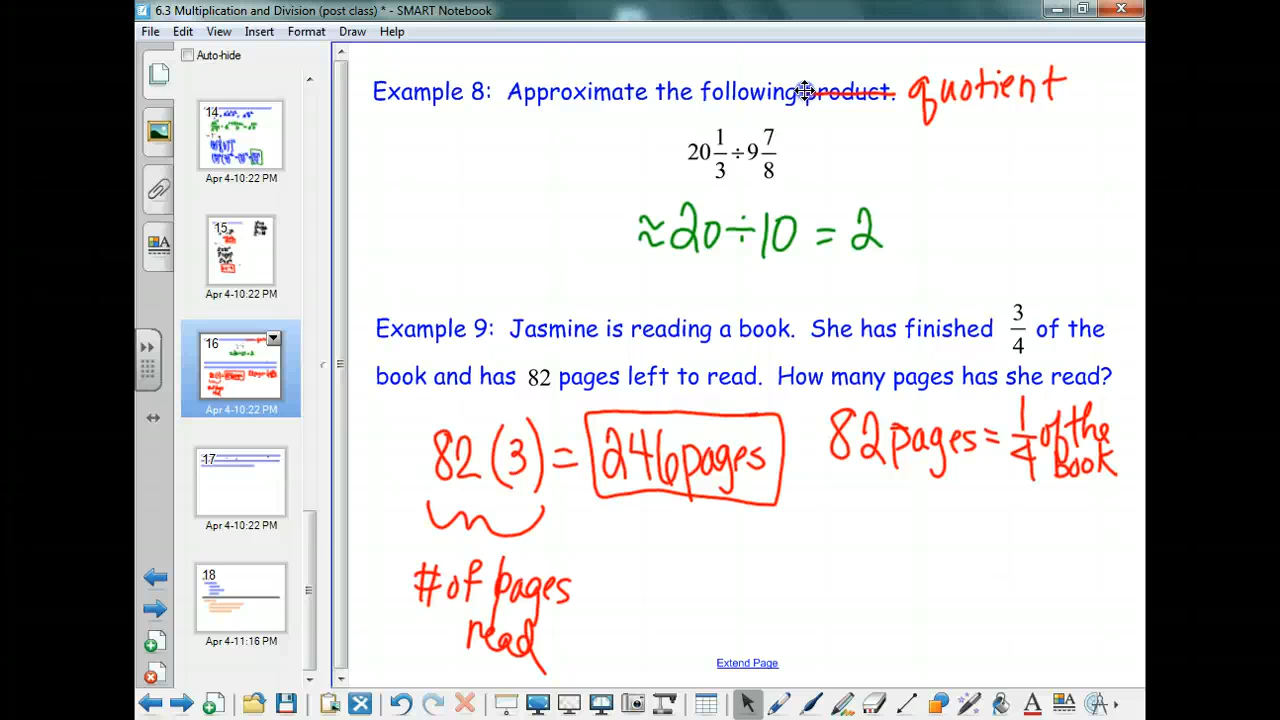 6.3 Multiplication and Division (post class) * - SMART Notebook
File Edit View Insert Format Draw Help
Auto-hide
14
Apr 4-10:22 PM
15
Apr 4-10:22 PM
16
Apr 4-10:22 PM
17
Apr 4-10:22 PM
18
Apr 4-11:16 PM
Example 8: Approximate the following product. quotient
20 1/3 ÷ 9 7/8
≈ 20 ÷ 10 = 2
Example 9: Jasmine is reading a book. She has finished 3/4 of the
book and has 82 pages left to read. How many pages has she read?
82 (3) = 246 pages
82 pages = 1/4 of the
book
# of pages
read
Extend Page